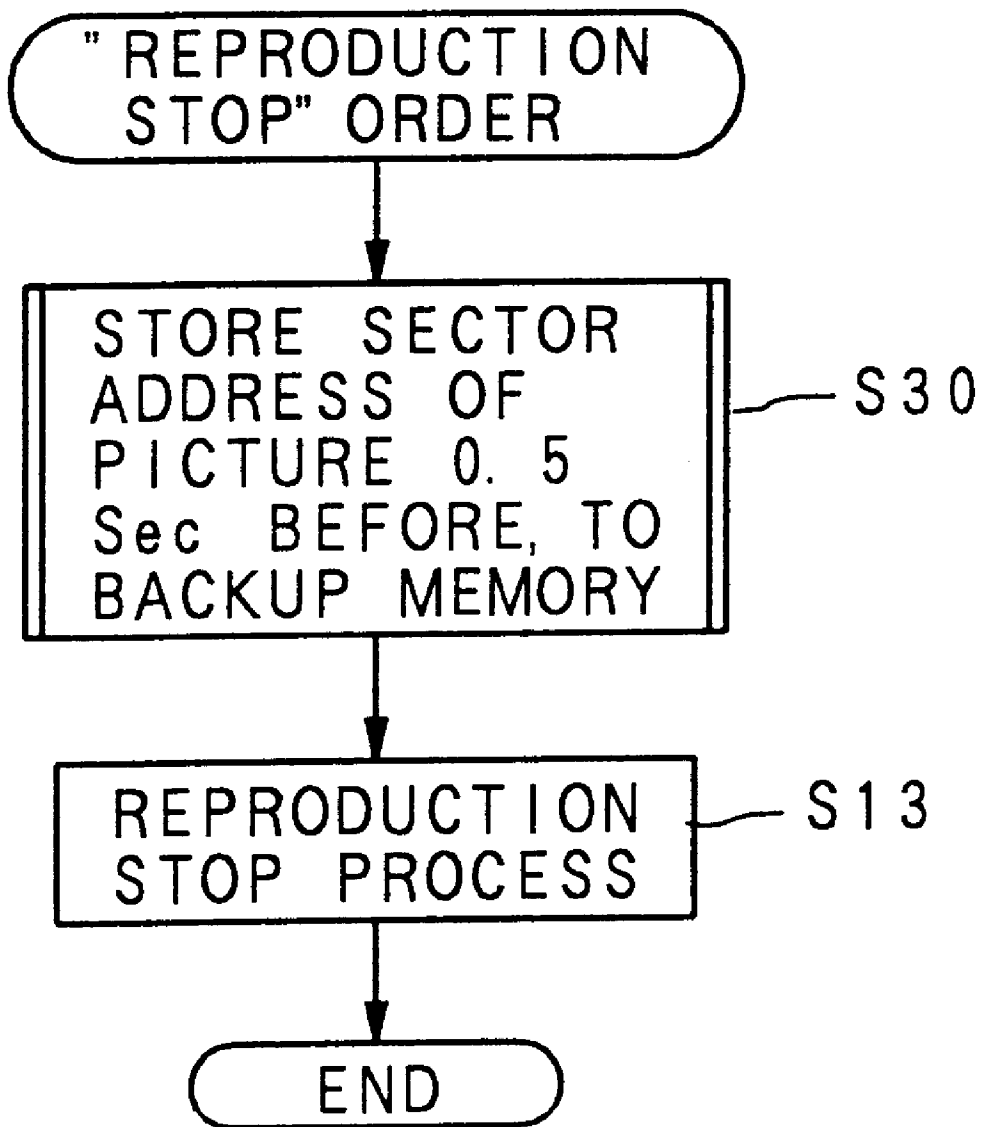 "REPRODUCTION
STOP" ORDER
STORE SECTOR
ADDRESS OF
PICTURE 0. 5
Sec BEFORE, TO
BACKUP MEMORY
S30
REPRODUCTION
STOP PROCESS
S13
END